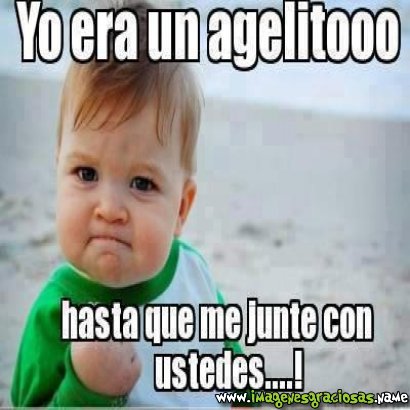 Yo era un agelitooo
hasta que me junte con
ustedes....!
www.imagenesgraciosas.name